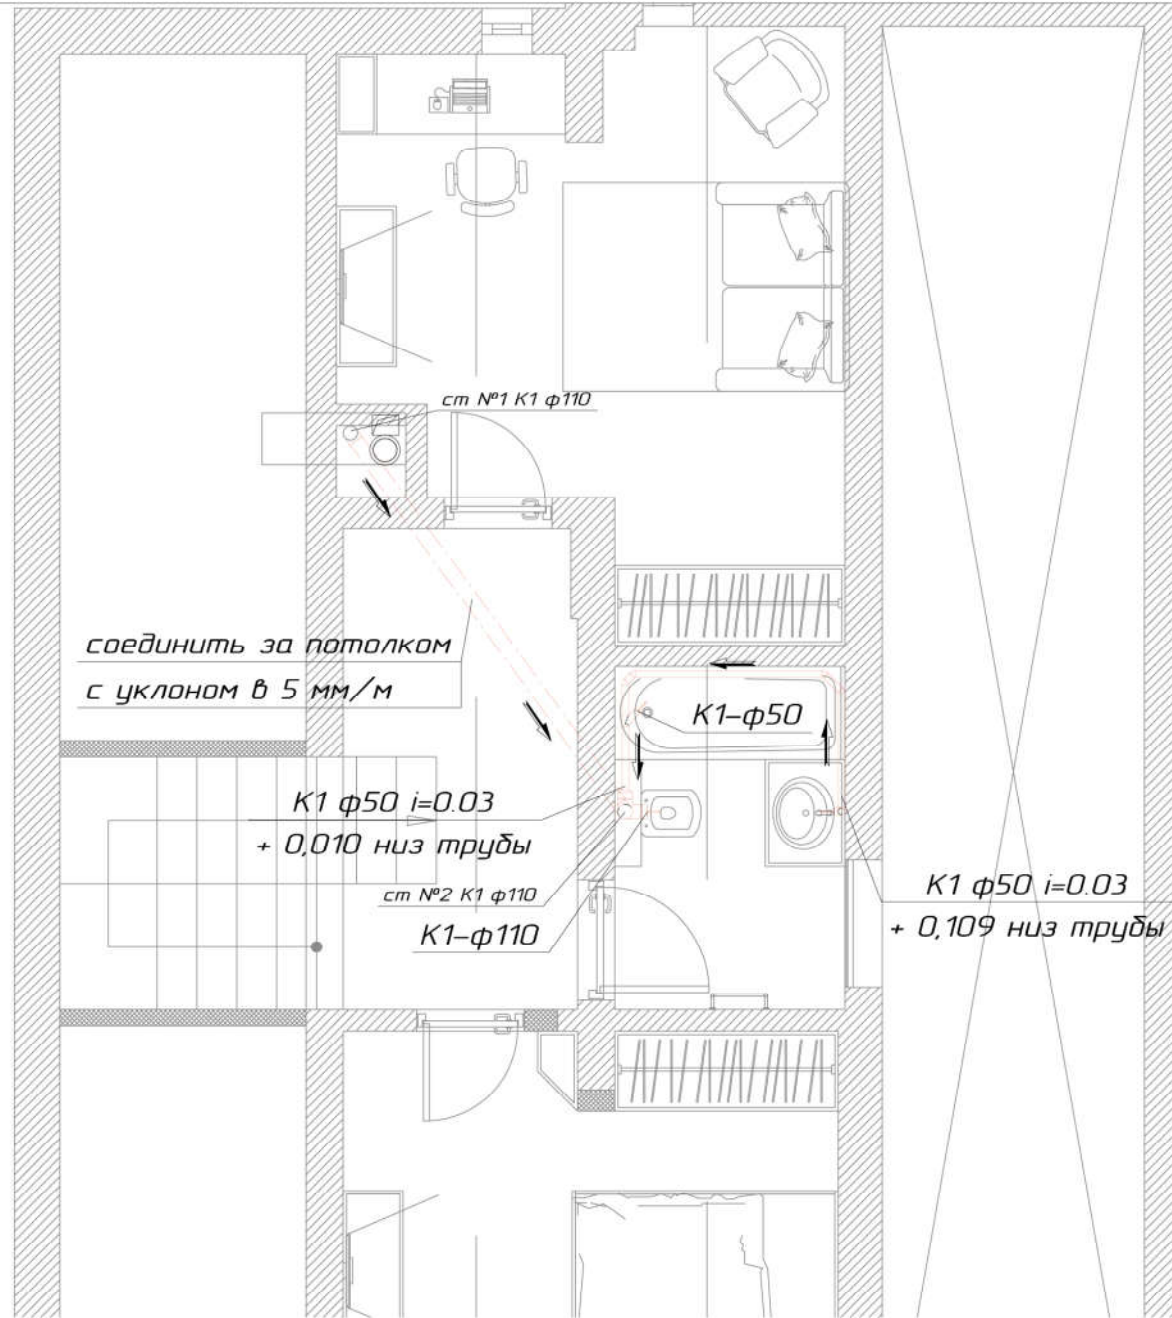 ст №1 К1 ф110
соединить за потолком
с уклоном в 5 мм/м
К1-ф50
К1 ф50 i=0.03
+ 0,010 низ трубы
ст №2 К1 ф110
К1-ф110
К1 ф50 i=0.03
+ 0,109 низ трубы